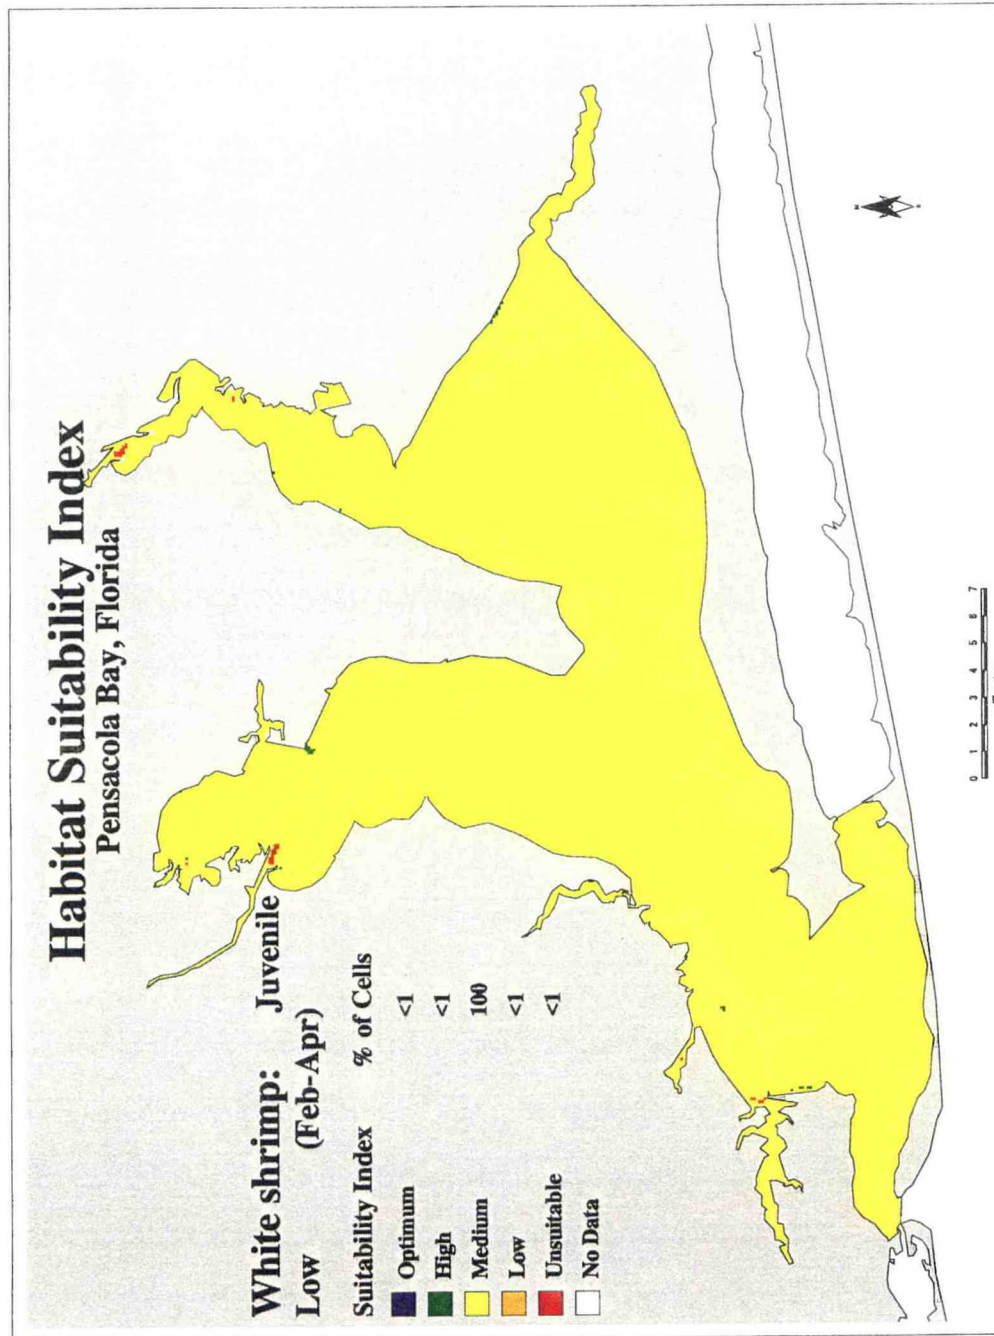 Habitat Suitability Index
Pensacola Bay, Florida
White shrimp: Juvenile
Low (Feb-Apr)
Suitability Index % of Cells
Optimum <1
High <1
Medium 100
Low <1
Unsuitable <1
No Data
N
S
0 1 2 3 4 5 6 7